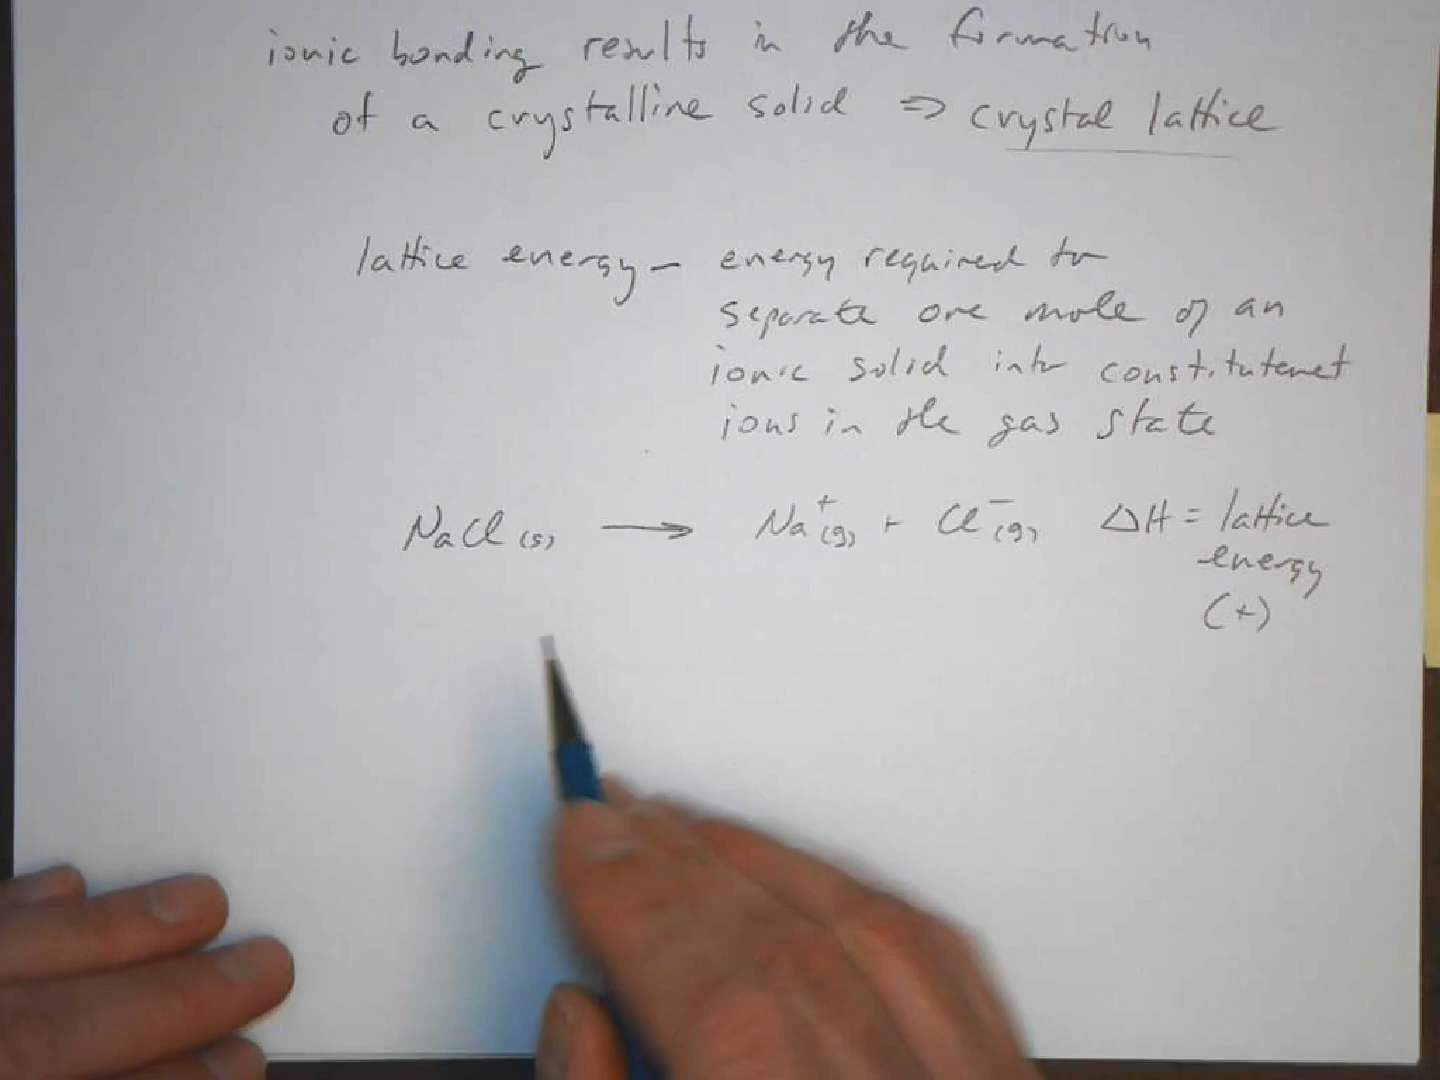 ionic bonding results in the formation
of a crystalline solid ⇒ crystal lattice
lattice energy – energy required to
separate one mole of an
ionic solid into constitutenet
ions in the gas state
NaCl(s) ⟶ Na⁺(g) + Cl⁻(g) ΔH = lattice
energy
(+)